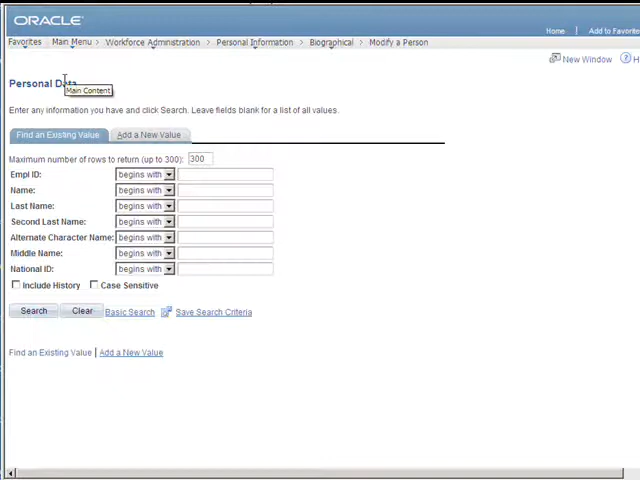 ORACLE
Home | Add to Favorite
Favorites Main Menu > Workforce Administration > Personal Information > Biographical > Modify a Person
New Window
Personal Data
Main Content
Enter any information you have and click Search. Leave fields blank for a list of all values.
Find an Existing Value Add a New Value
Maximum number of rows to return (up to 300): 300
Empl ID: begins with
Name: begins with
Last Name: begins with
Second Last Name: begins with
Alternate Character Name: begins with
Middle Name: begins with
National ID: begins with
Include History Case Sensitive
Search Clear Basic Search Save Search Criteria
Find an Existing Value | Add a New Value